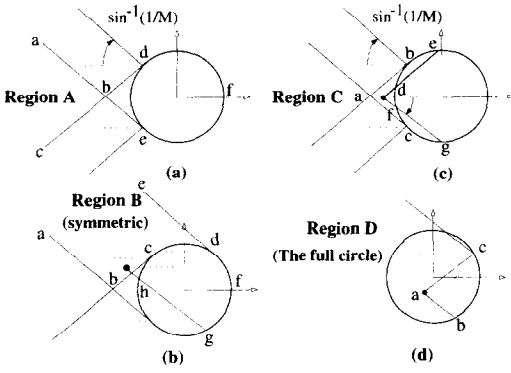 sin⁻¹(1/M)
a
d
Region A
b
f
c
e
(a)
sin⁻¹(1/M)
b
e
Region C
a
d
f
c
g
(c)
Region B
(symmetric)
e
a
c
d
b
h
f
g
(b)
Region D
(The full circle)
c
a
b
(d)